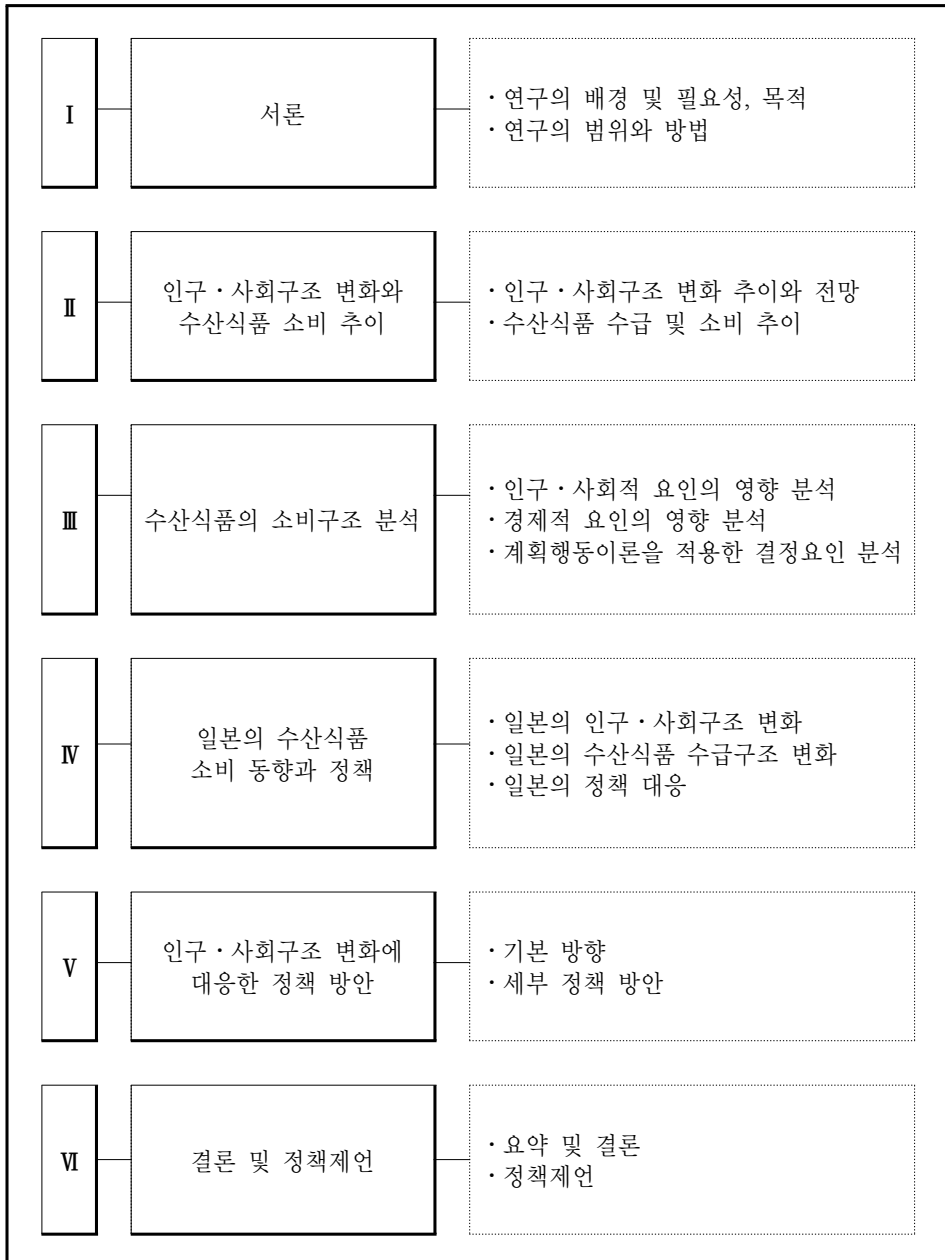 Ⅰ
서론
・연구의 배경 및 필요성, 목적
・연구의 범위와 방법
Ⅱ
인구・사회구조 변화와
수산식품 소비 추이
・인구・사회구조 변화 추이와 전망
・수산식품 수급 및 소비 추이
Ⅲ
수산식품의 소비구조 분석
・인구・사회적 요인의 영향 분석
・경제적 요인의 영향 분석
・계획행동이론을 적용한 결정요인 분석
Ⅳ
일본의 수산식품
소비 동향과 정책
・일본의 인구・사회구조 변화
・일본의 수산식품 수급구조 변화
・일본의 정책 대응
Ⅴ
인구・사회구조 변화에
대응한 정책 방안
・기본 방향
・세부 정책 방안
Ⅵ
결론 및 정책제언
・요약 및 결론
・정책제언